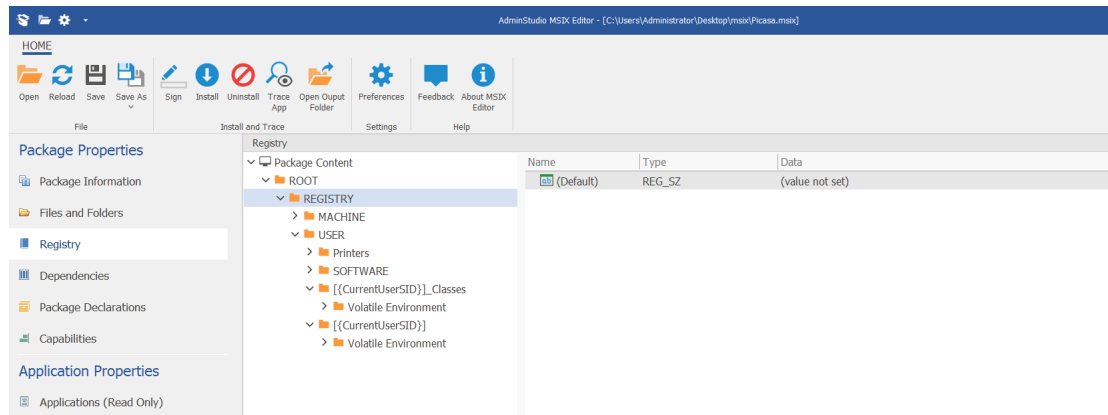 AdminStudio MSIX Editor - [C:\Users\Administrator\Desktop\msix\Picasa.msix]
HOME
Open Reload Save Save As Sign Install Uninstall Trace App Open Ouput Folder Preferences Feedback About MSIX Editor
File Install and Trace Settings Help
Package Properties
Package Information
Files and Folders
Registry
Dependencies
Package Declarations
Capabilities
Application Properties
Applications (Read Only)
Registry
Package Content
ROOT
REGISTRY
MACHINE
USER
Printers
SOFTWARE
[{CurrentUserSID}]_Classes
Volatile Environment
[{CurrentUserSID}]
Volatile Environment
Name Type Data
ab (Default) REG_SZ (value not set)